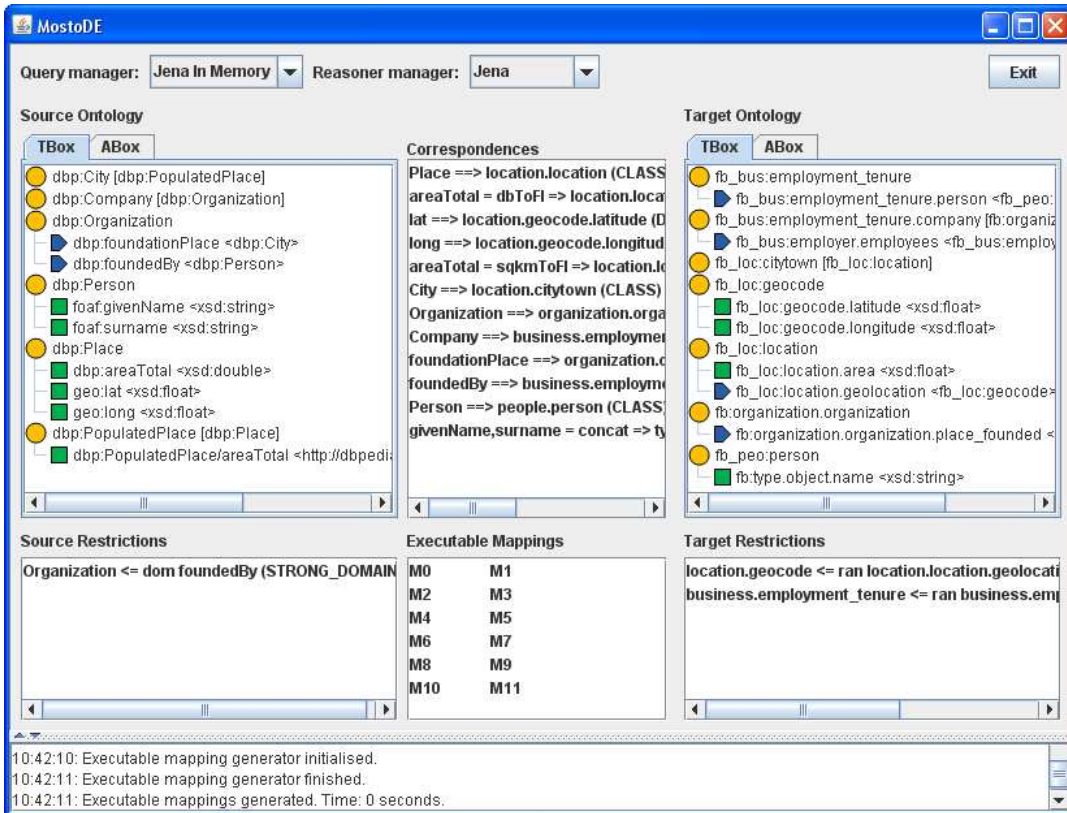 MostoDE
Query manager: Jena In Memory Reasoner manager: Jena Exit
Source Ontology
TBox ABox
dbp:City [dbp:PopulatedPlace]
dbp:Company [dbp:Organization]
dbp:Organization
dbp:foundationPlace <dbp:City>
dbp:foundedBy <dbp:Person>
dbp:Person
foaf:givenName <xsd:string>
foaf:surname <xsd:string>
dbp:Place
dbp:areaTotal <xsd:double>
geo:lat <xsd:float>
geo:long <xsd:float>
dbp:PopulatedPlace [dbp:Place]
dbp:PopulatedPlace/areaTotal <http://dbpedi
Correspondences
Place ==> location.location (CLASS
areaTotal = dbToFl => location.loca
lat ==> location.geocode.latitude (D
long ==> location.geocode.longitud
areaTotal = sqkmToFl => location.lo
City ==> location.citytown (CLASS)
Organization ==> organization.orga
Company ==> business.employmer
foundationPlace ==> organization.o
foundedBy ==> business.employme
Person ==> people.person (CLASS)
givenName,surname = concat => ty
Target Ontology
TBox ABox
fb_bus:employment_tenure
fb_bus:employment_tenure.person <fb_peo:
fb_bus:employment_tenure.company [fb:organiz
fb_bus:employer.employees <fb_bus:employ
fb_loc:citytown [fb_loc:location]
fb_loc:geocode
fb_loc:geocode.latitude <xsd:float>
fb_loc:geocode.longitude <xsd:float>
fb_loc:location
fb_loc:location.area <xsd:float>
fb_loc:location.geolocation <fb_loc:geocode>
fb:organization.organization
fb:organization.organization.place_founded <
fb_peo:person
fb:type.object.name <xsd:string>
Source Restrictions
Organization <= dom foundedBy (STRONG_DOMAIN
Executable Mappings
M0 M1
M2 M3
M4 M5
M6 M7
M8 M9
M10 M11
Target Restrictions
location.geocode <= ran location.location.geolocati
business.employment_tenure <= ran business.emp
10:42:10: Executable mapping generator initialised.
10:42:11: Executable mapping generator finished.
10:42:11: Executable mappings generated. Time: 0 seconds.